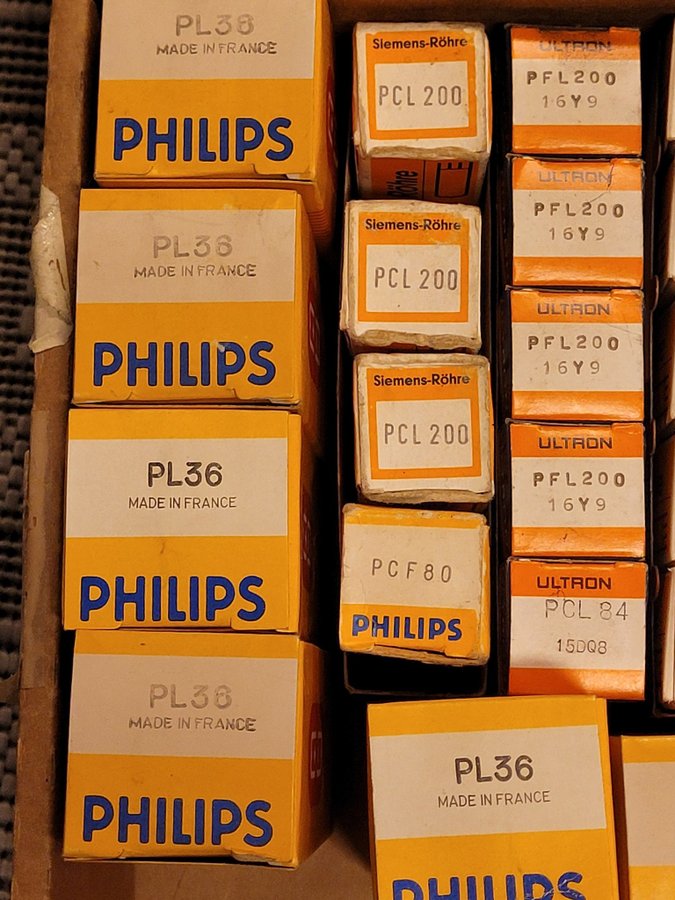 PL36
MADE IN FRANCE
PHILIPS
PL36
MADE IN FRANCE
PHILIPS
PL36
MADE IN FRANCE
PHILIPS
PL36
MADE IN FRANCE
PHILIPS
Siemens-Röhre
PCL 200
Siemens-Röhre
PCL 200
Siemens-Röhre
PCL 200
PCF80
PHILIPS
ULTRON
PFL200
16Y9
ULTRON
PFL200
16Y9
ULTRON
PFL200
16Y9
ULTRON
PFL200
16Y9
ULTRON
PCL 84
15DQ8
PL36
MADE IN FRANCE
PHILIPS